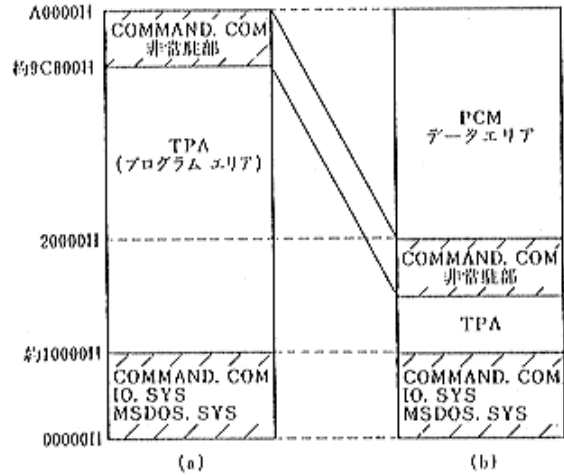 A0000H
COMMAND. COM
非常駐部
約9C800H
TPA
(プログラム エリア)
20000H
約10000H
COMMAND. COM
IO. SYS
MSDOS. SYS
00000H
(a)
PCM
データエリア
COMMAND. COM
非常駐部
TPA
COMMAND. COM
IO. SYS
MSDOS. SYS
(b)